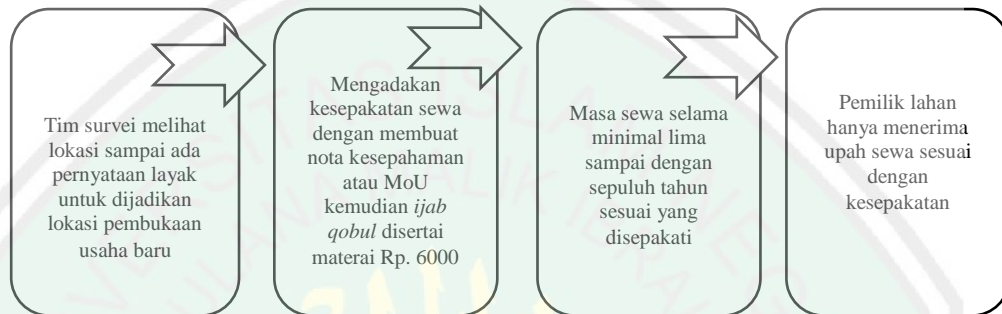 Tim survei melihat
lokasi sampai ada
pernyataan layak
untuk dijadikan
lokasi pembukaan
usaha baru
Mengadakan
kesepakatan sewa
dengan membuat
nota kesepahaman
atau MoU
kemudian ijab
qobul disertai
materai Rp. 6000
Masa sewa selama
minimal lima
sampai dengan
sepuluh tahun
sesuai yang
disepakati
Pemilik lahan
hanya menerima
upah sewa sesuai
dengan
kesepakatan